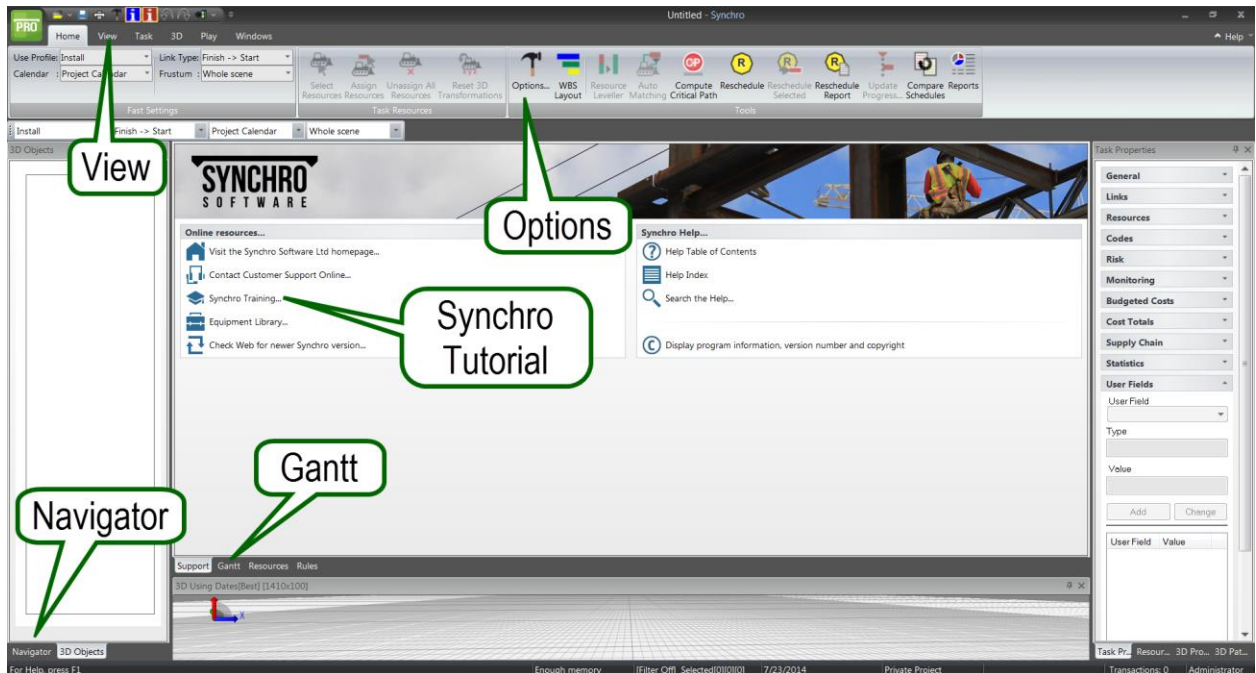 Untitled - Synchro
PRO
Home View Task 3D Play Windows
Help
Use Profile: Install Link Type: Finish -> Start
Calendar : Project Calendar Frustum : Whole scene
Fast Settings
Select Resources
Assign Resources
Unassign All Resources
Reset 3D Transformations
Task Resources
Options...
WBS Layout
Resource Leveller
Auto Matching
CP
Compute Critical Path
R
Reschedule
R
Reschedule Selected
R
Reschedule Report
Update Progress...
Compare Schedules
Reports
Tools
Install Finish -> Start Project Calendar Whole scene
3D Objects
View
SYNCHRO
SOFTWARE
Options
Online resources...
Visit the Synchro Software Ltd homepage...
Contact Customer Support Online...
Synchro Training...
Equipment Library...
Check Web for newer Synchro version...
Synchro
Tutorial
Synchro Help...
Help Table of Contents
Help Index
Search the Help...
Display program information, version number and copyright
Gantt
Navigator
Support Gantt Resources Rules
3D Using Dates[Best] [1410x100]
X
Navigator 3D Objects
Task Properties
General
Links
Resources
Codes
Risk
Monitoring
Budgeted Costs
Cost Totals
Supply Chain
Statistics
User Fields
User Field
Type
Value
Add Change
User Field Value
Task Pr... Resour... 3D Pro... 3D Pat...
For Help, press F1 Enough memory [Filter Off] Selected[0][0][0] 7/23/2014 Private Project Transactions: 0 Administrator